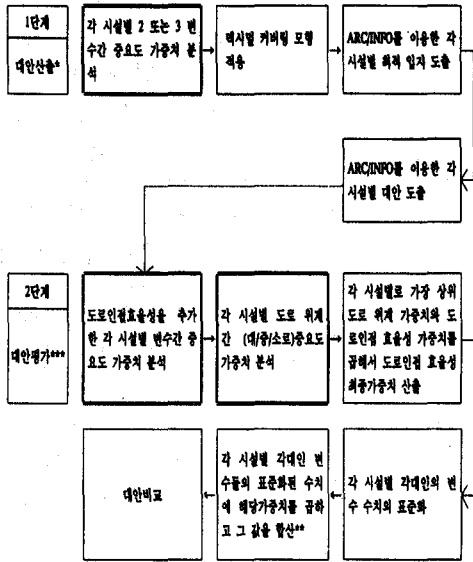 1단계
대안산출*
각 시설별 2 또는 3 변
수간 중요도 가중치 분
석
맥시멀 커버링 모형
적용
ARC/INFO를 이용한 각
시설별 최적 입지 도출
ARC/INFO를 이용한 각
시설별 대안 도출
2단계
대안평가***
도로인접효율성을 추가
한 각 시설별 변수간 중
요도 가중치 분석
각 시설별 도로 위계
간 (대/중/소로)중요도
가중치 분석
각 시설별로 가장 상위
도로 위계 가중치와 도
로인접 효율성 가중치를
곱해서 도로인접 효율성
최종가중치 산출
각 시설별 각대안의 변
수 수치의 표준화
각 시설별 각대안 변
수들의 표준화된 수치
에 해당가중치를 곱하
고 그 값을 합산**
대안비교